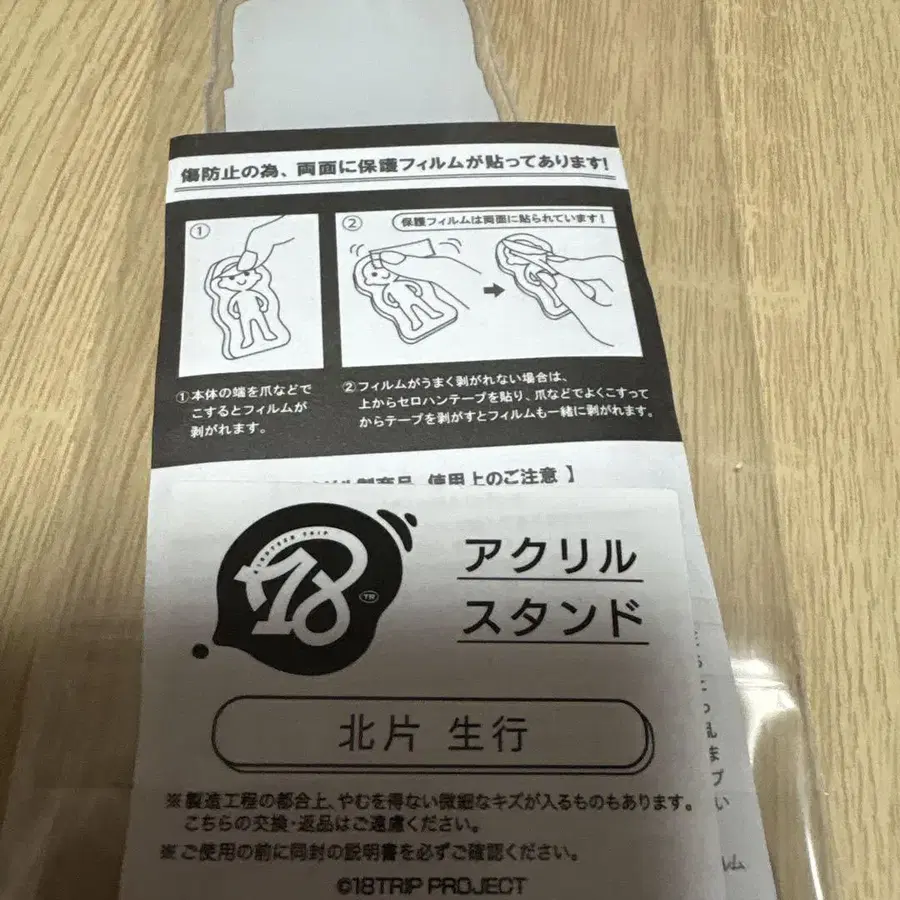 傷防止の為、両面に保護フィルムが貼ってあります!
①
②
保護フィルムは両面に貼られています!
①本体の端を爪などで
こするとフィルムが
剥がれます。
②フィルムがうまく剥がれない場合は、
上からセロハンテープを貼り、爪などでよくこすって
からテープを剥がすとフィルムも一緒に剥がれます。
製商品 使用上のご注意 】
EIGHTEEN TRIP
18
TM
アクリル
スタンド
北片 生行
※製造工程の都合上、やむを得ない微細なキズが入るものもあります。
こちらの交換・返品はご遠慮ください。
※ご使用の前に同封の説明書を必ずご確認ください。
©18TRIP PROJECT